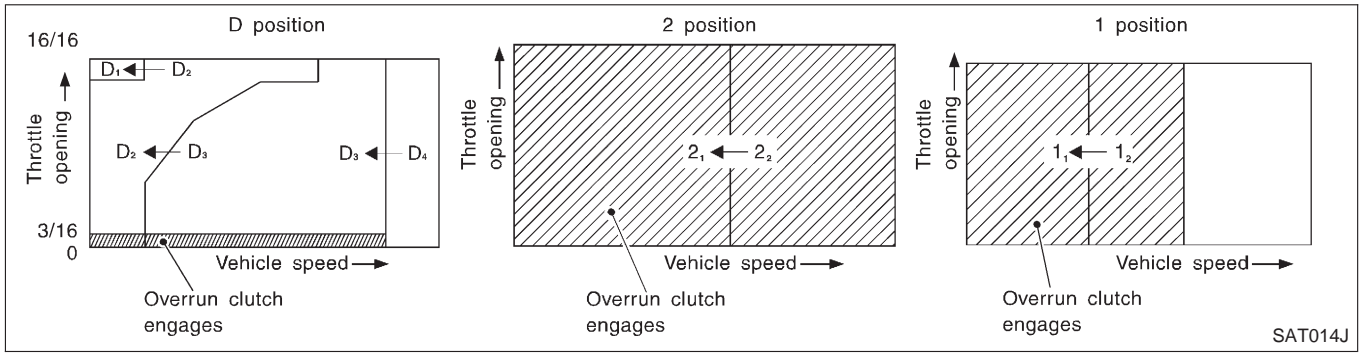 D position
16/16
D₁ D₂
Throttle
opening
D₂ D₃
D₃ D₄
3/16
0
Vehicle speed
Overrun clutch
engages
2 position
Throttle
opening
2₁ 2₂
Vehicle speed
Overrun clutch
engages
1 position
Throttle
opening
1₁ 1₂
Vehicle speed
Overrun clutch
engages
SAT014J